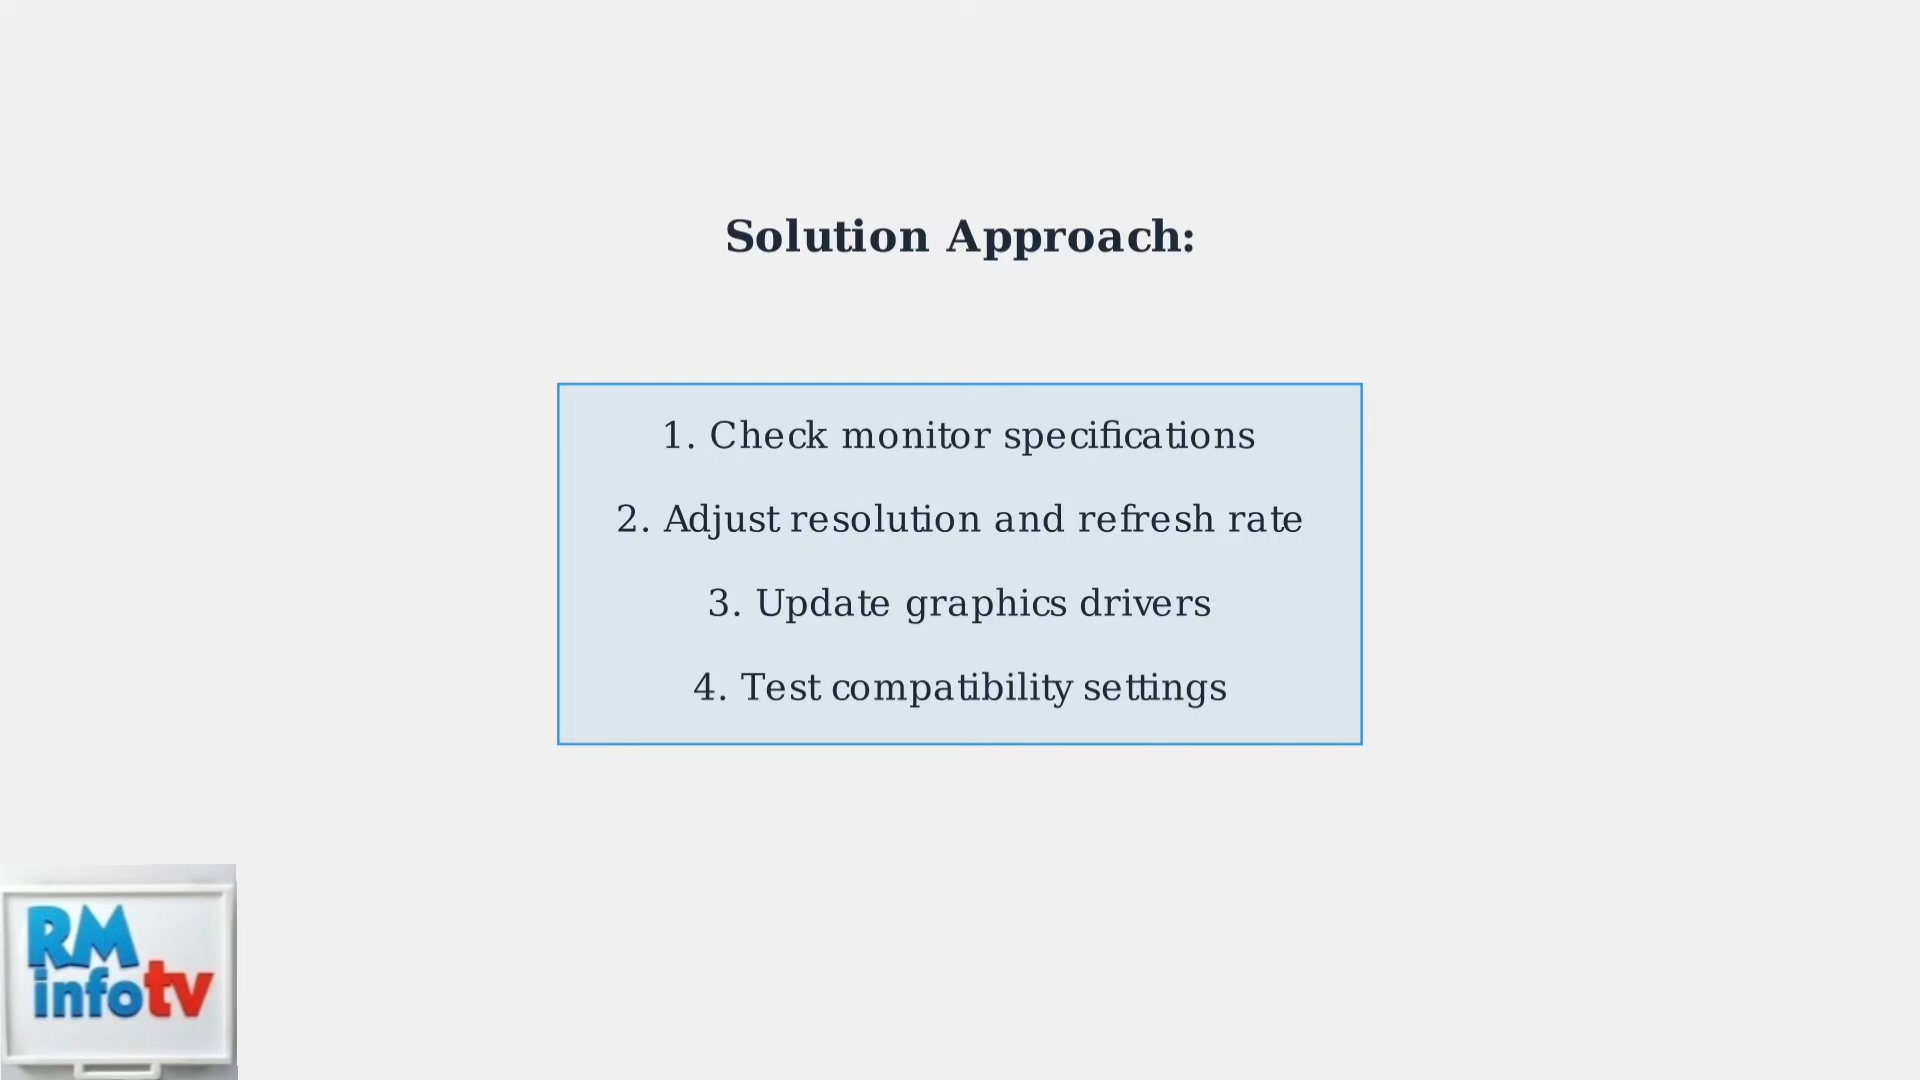 Solution Approach:
1. Check monitor specifications
2. Adjust resolution and refresh rate
3. Update graphics drivers
4. Test compatibility settings
RM
infotv